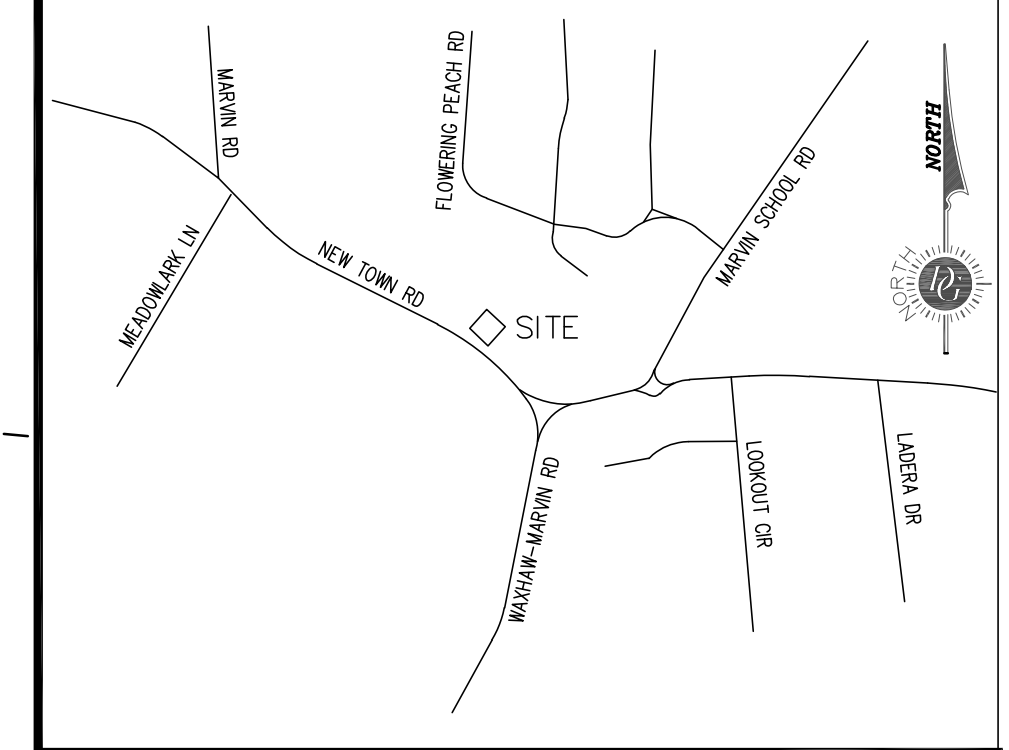 MARVIN RD
FLOWERING PEACH RD
NORTH
MARVIN SCHOOL RD
MEADOWLARK LN
NEW TOWN RD
NORTH
PG
SITE
WAXHAW-MARVIN RD
LOOKOUT CIR
LADERA DR